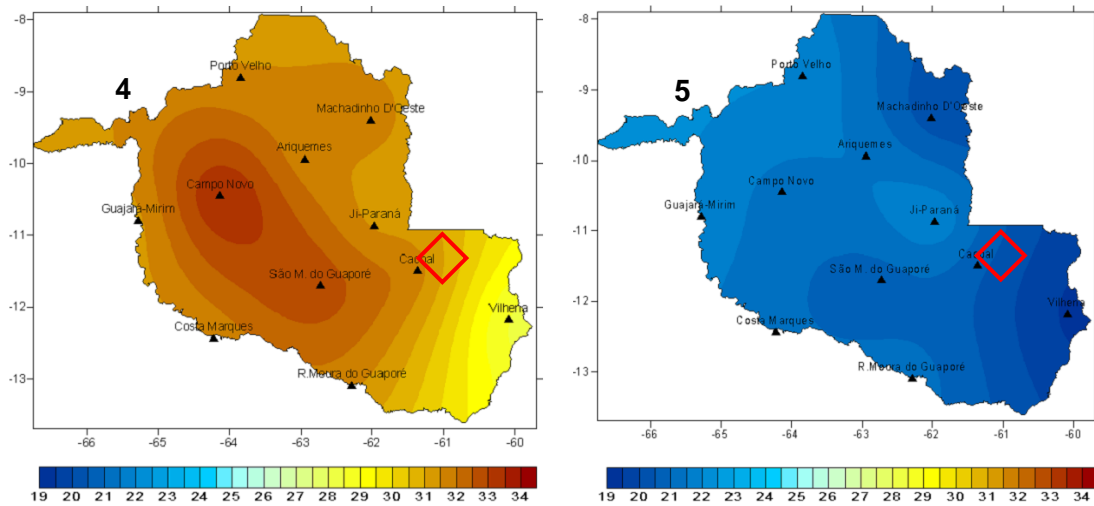 4
Porto Velho
Machadinho D'Oeste
Ariquemes
Campo Novo
Guajará-Mirim
Ji-Paraná
Cacoal
São M. do Guaporé
Vilhena
Costa Marques
R.Moura do Guaporé
-8
-9
-10
-11
-12
-13
-66 -65 -64 -63 -62 -61 -60
19 20 21 22 23 24 25 26 27 28 29 30 31 32 33 34
5
Porto Velho
Machadinho D'Oeste
Ariquemes
Campo Novo
Guajará-Mirim
Ji-Paraná
Cacoal
São M. do Guaporé
Vilhena
Costa Marques
R.Moura do Guaporé
-8
-9
-10
-11
-12
-13
-66 -65 -64 -63 -62 -61 -60
19 20 21 22 23 24 25 26 27 28 29 30 31 32 33 34